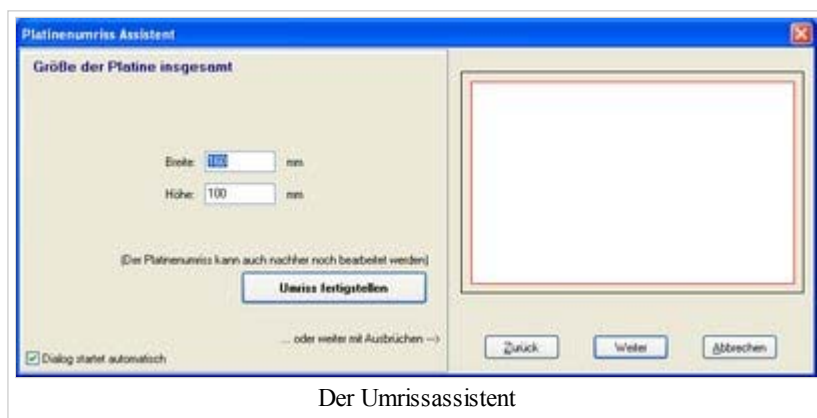 Platinenumriss Assistent
Größe der Platine insgesamt
Breite: 160 mm
Höhe: 100 mm
(Der Platinenumriss kann auch nachher noch bearbeitet werden)
Umriss fertigstellen
... oder weiter mit Ausbrüchen -->
Dialog startet automatisch
Zurück
Weiter
Abbrechen
Der Umrissassistent